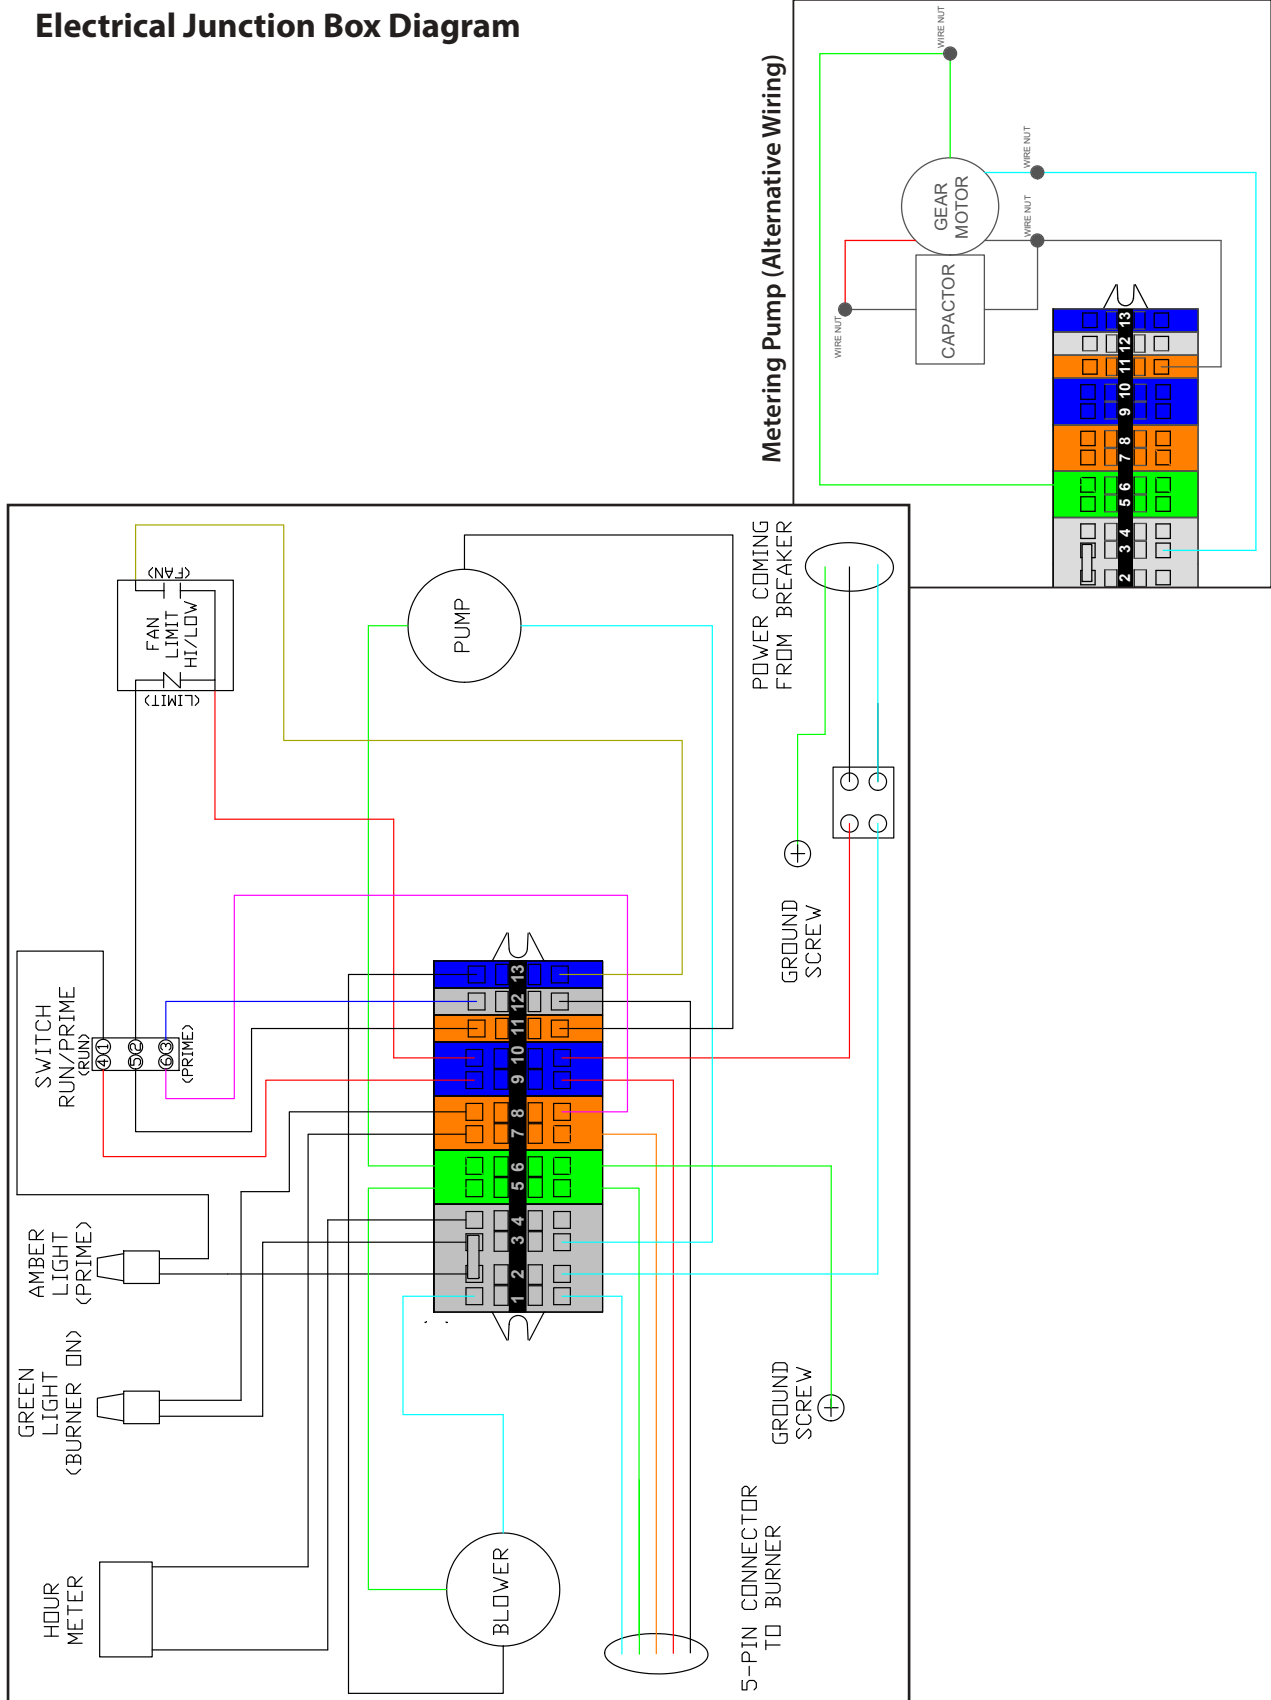 Electrical Junction Box Diagram
Metering Pump (Alternative Wiring)
WIRE NUT
GEAR
MOTOR
WIRE NUT
WIRE NUT
CAPACTOR
WIRE NUT
13
12
11
10
9
8
7
6
5
4
3
2
(FAN)
FAN
LIMIT
HI/LOW
(LIMIT)
PUMP
POWER COMING
FROM BREAKER
GROUND
SCREW
SWITCH
RUN/PRIME
(RUN)
4 1
5 2
6 3
(PRIME)
13
12
11
10
9
8
7
6
5
4
3
2
1
AMBER
LIGHT
(PRIME)
GREEN
LIGHT
(BURNER ON)
HOUR
METER
BLOWER
GROUND
SCREW
5-PIN CONNECTOR
TO BURNER